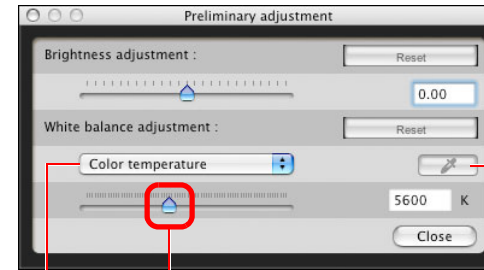 Preliminary adjustment
Brightness adjustment : Reset
0.00
White balance adjustment : Reset
Color temperature
5600 K
Close